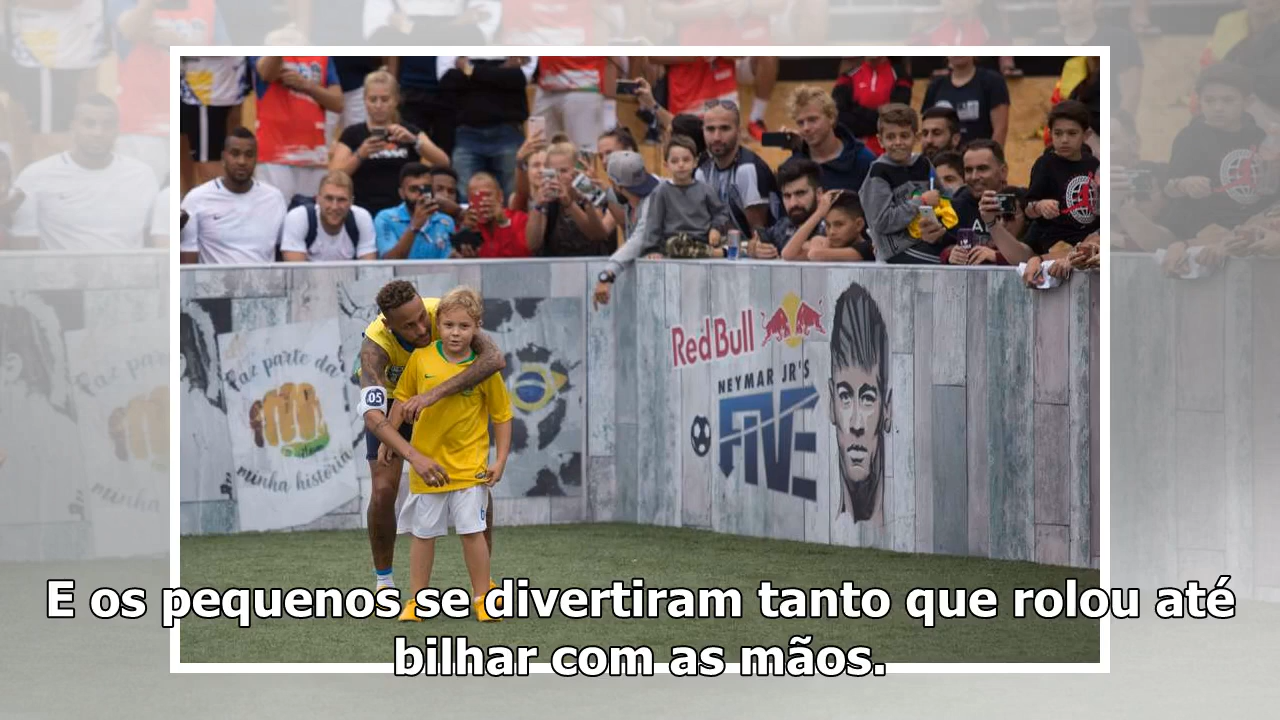 Faz parte da
minha história
.05
Red Bull
NEYMAR JR'S
FIVE
E os pequenos se divertiram tanto que rolou até
bilhar com as mãos.